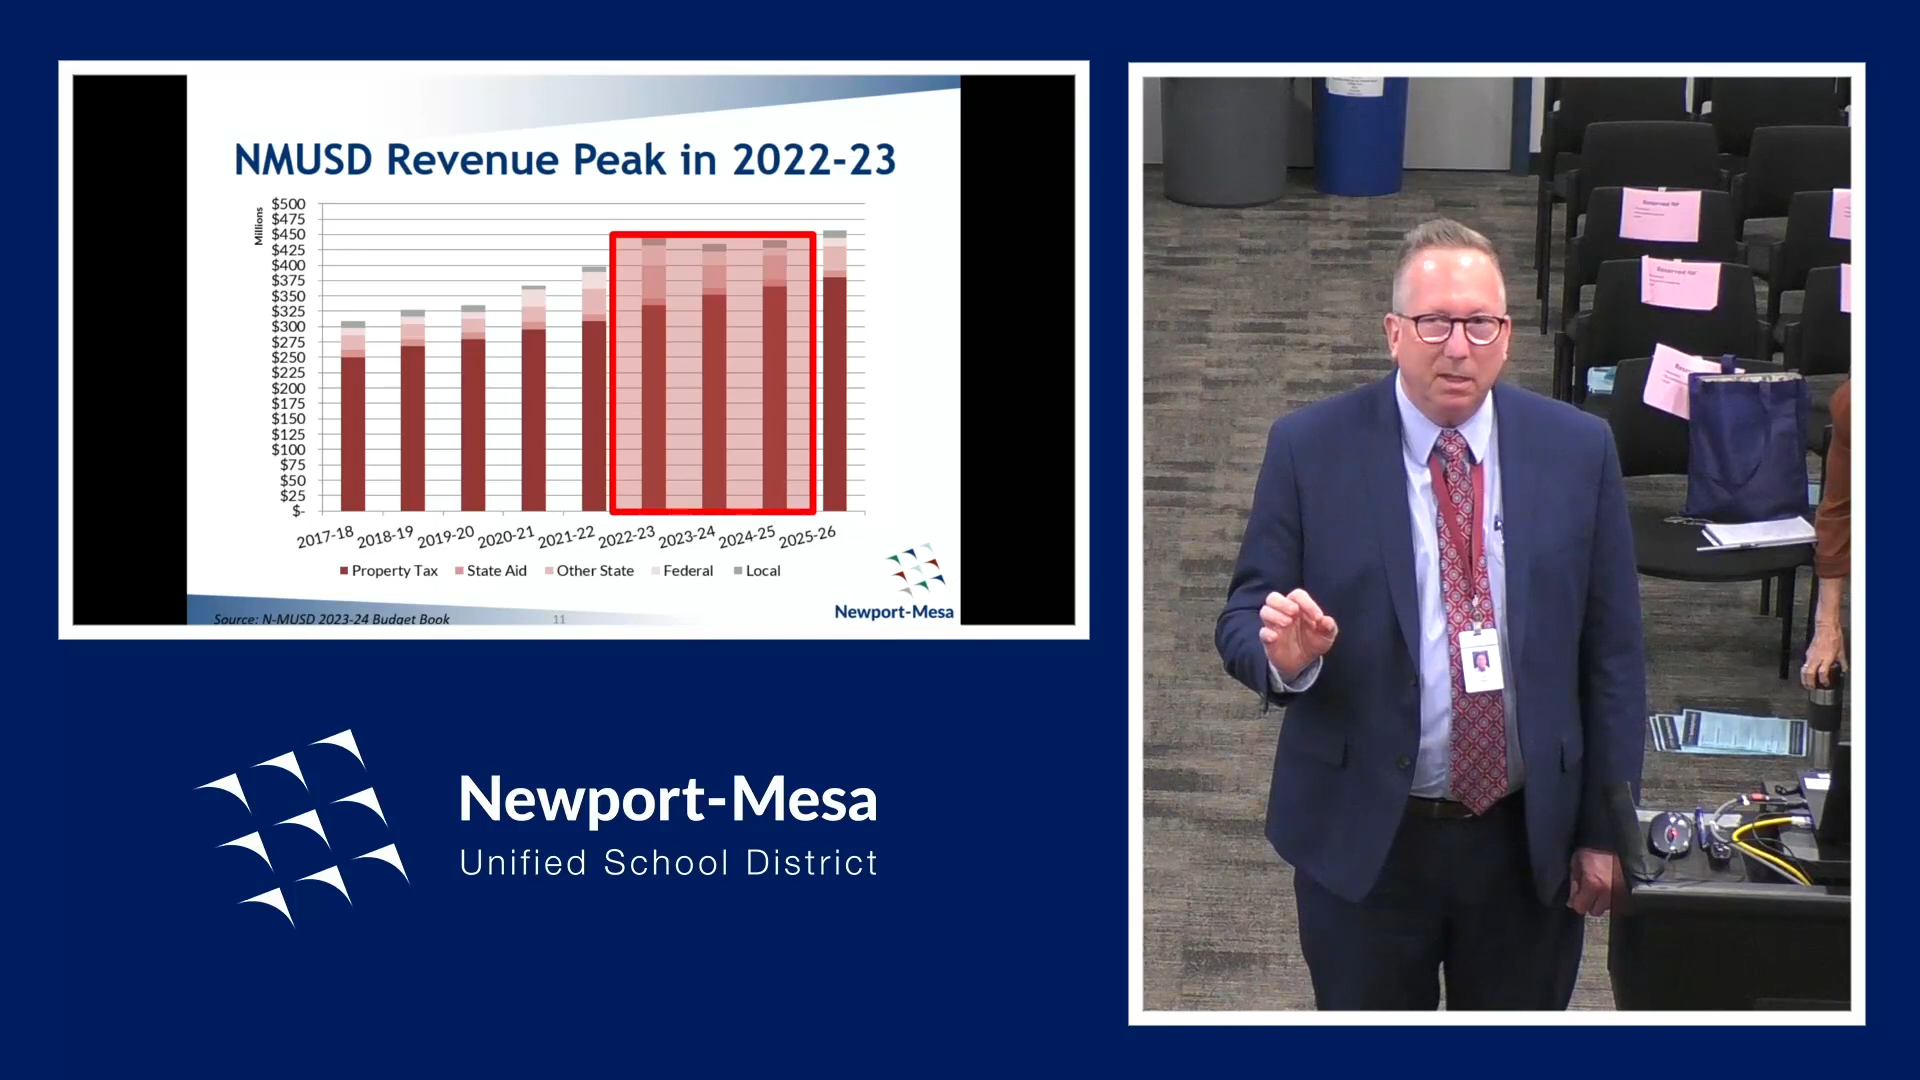 NMUSD Revenue Peak in 2022-23
Millions
$500
$475
$450
$425
$400
$375
$350
$325
$300
$275
$250
$225
$200
$175
$150
$125
$100
$75
$50
$25
$-
2017-18 2018-19 2019-20 2020-21 2021-22 2022-23 2023-24 2024-25 2025-26
Property Tax State Aid Other State Federal Local
Newport-Mesa
Source: N-MUSD 2023-24 Budget Book
11
Newport-Mesa
Unified School District
Reserved
Reserved